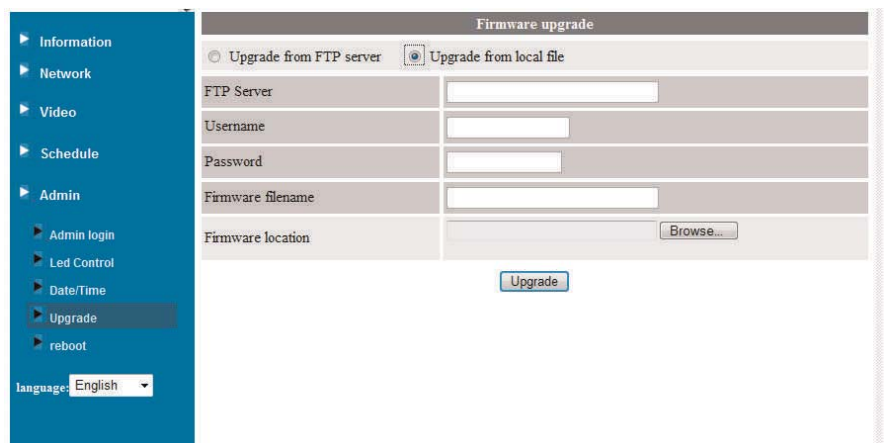 Information
Network
Video
Schedule
Admin
Admin login
Led Control
Date/Time
Upgrade
reboot
language: English
Firmware upgrade
Upgrade from FTP server Upgrade from local file
FTP Server
Username
Password
Firmware filename
Firmware location Browse...
Upgrade